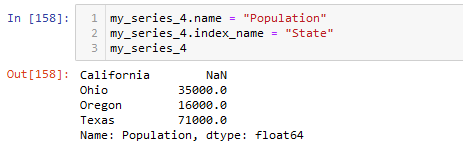 In [158]:
1 my_series_4.name = "Population"
2 my_series_4.index_name = "State"
3 my_series_4
Out[158]: California NaN
Ohio 35000.0
Oregon 16000.0
Texas 71000.0
Name: Population, dtype: float64